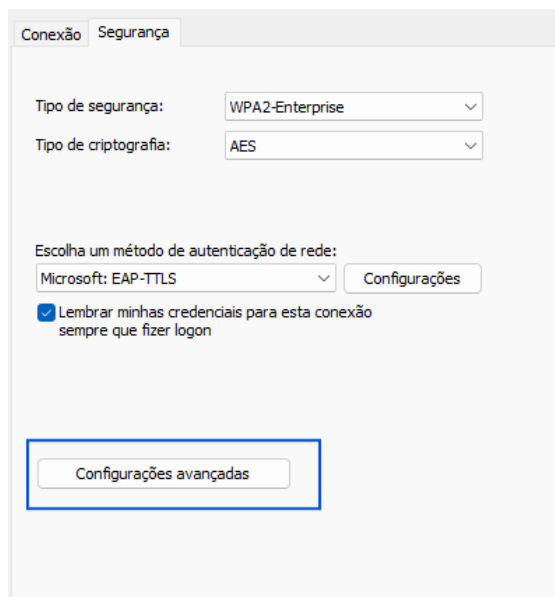 Conexão Segurança
Tipo de segurança: WPA2-Enterprise
Tipo de criptografia: AES
Escolha um método de autenticação de rede:
Microsoft: EAP-TTLS Configurações
Lembrar minhas credenciais para esta conexão
sempre que fizer logon
Configurações avançadas